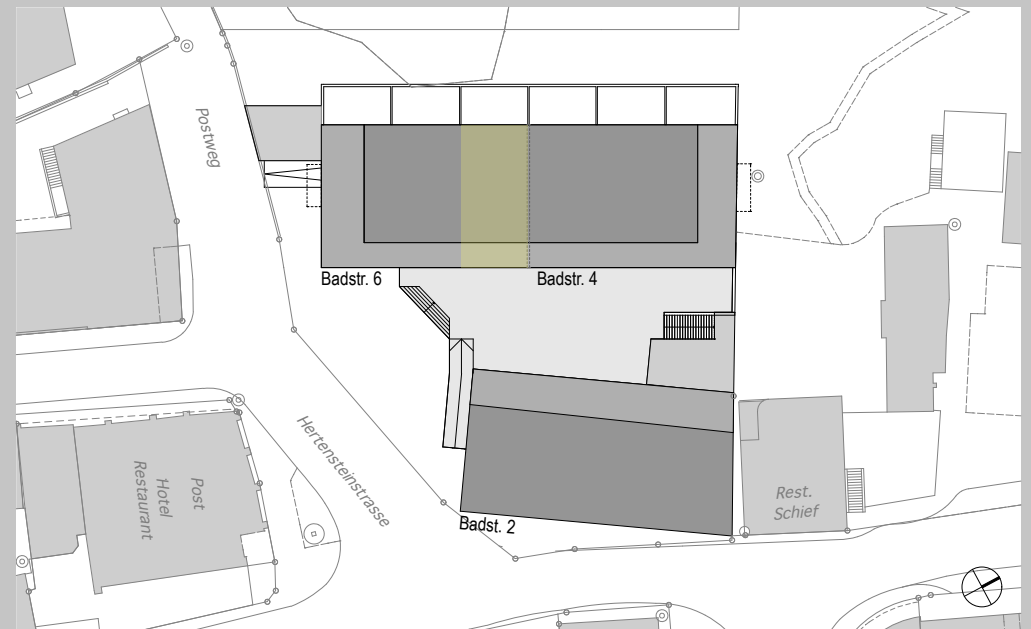 Postweg
Badstr. 6
Badstr. 4
Hertensteinstrasse
Post
Hotel
Restaurant
Badst. 2
Rest.
Schief